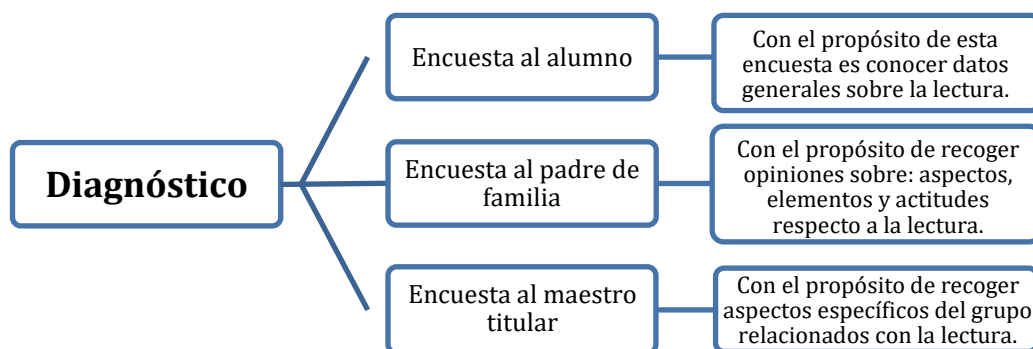 Diagnóstico
Encuesta al alumno
Con el propósito de esta
encuesta es conocer datos
generales sobre la lectura.
Encuesta al padre de
familia
Con el propósito de recoger
opiniones sobre: aspectos,
elementos y actitudes
respecto a la lectura.
Encuesta al maestro
titular
Con el propósito de recoger
aspectos específicos del grupo
relacionados con la lectura.